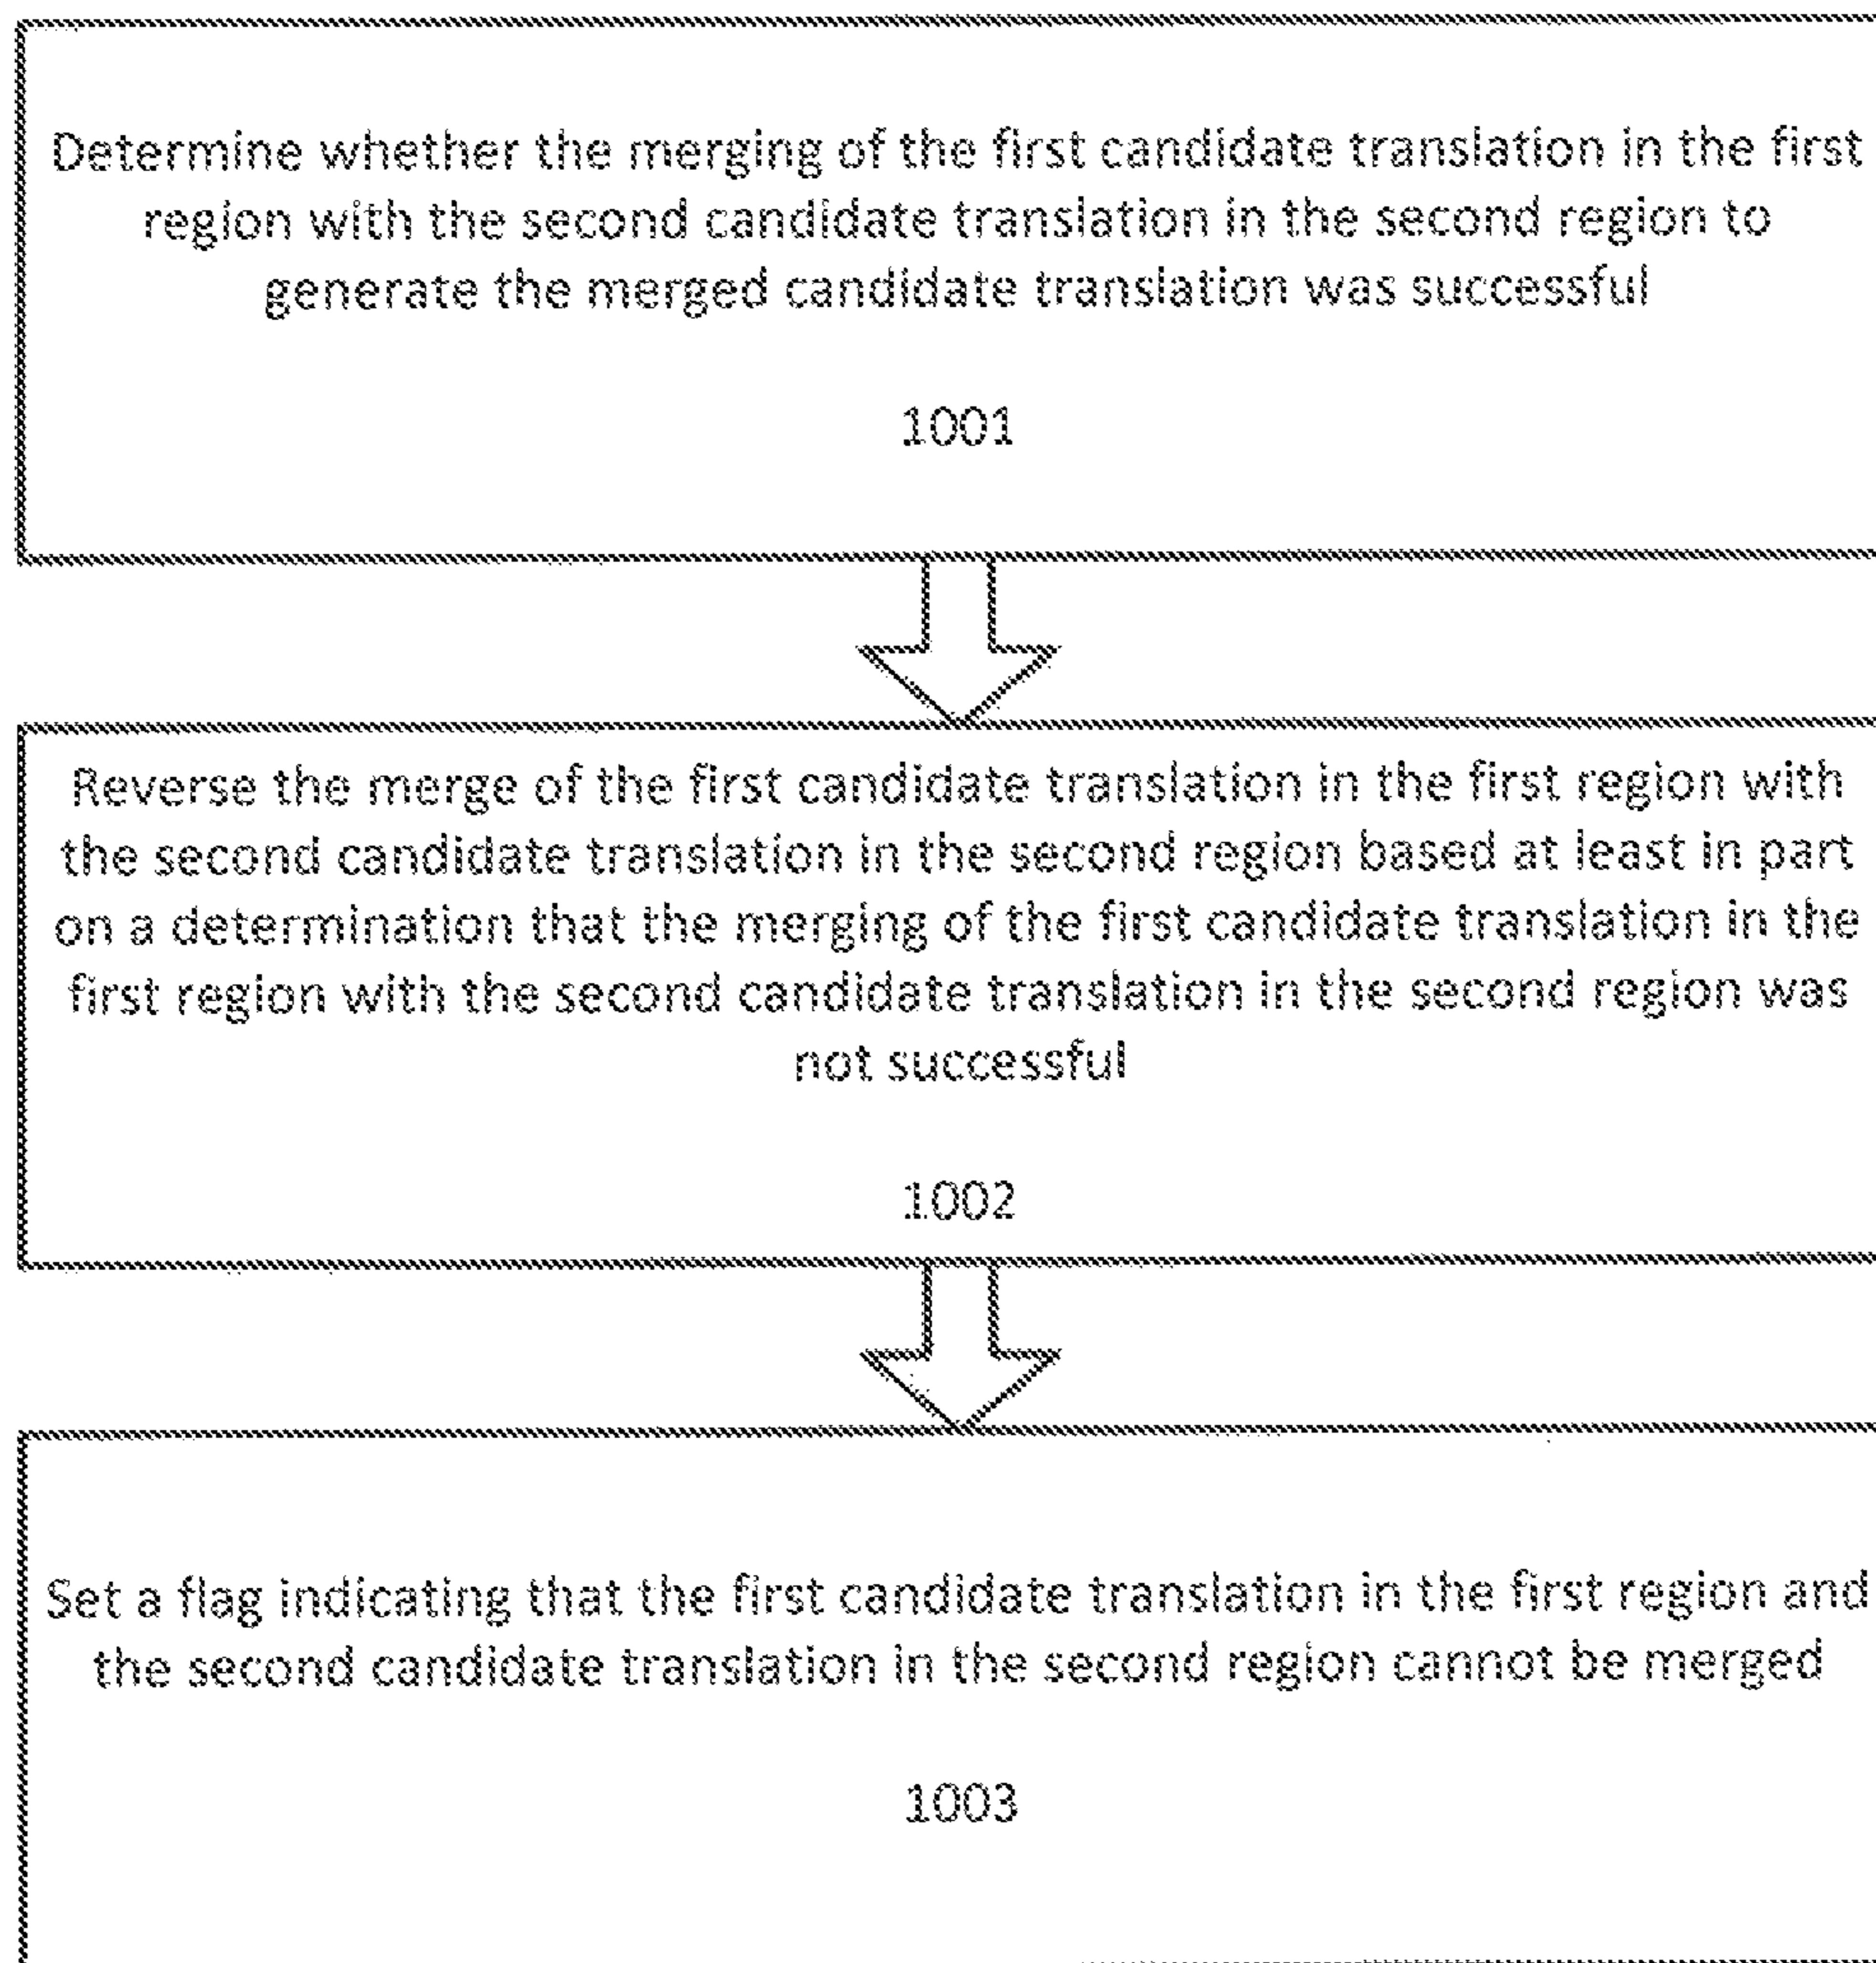 Determine whether the merging of the first candidate translation in the first
region with the second candidate translation in the second region to
generate the merged candidate translation was successful
1001
Reverse the merge of the first candidate translation in the first region with
the second candidate translation in the second region based at least in part
on a determination that the merging of the first candidate translation in the
first region with the second candidate translation in the second region was
not successful
1002
Set a flag indicating that the first candidate translation in the first region and
the second candidate translation in the second region cannot be merged
1003